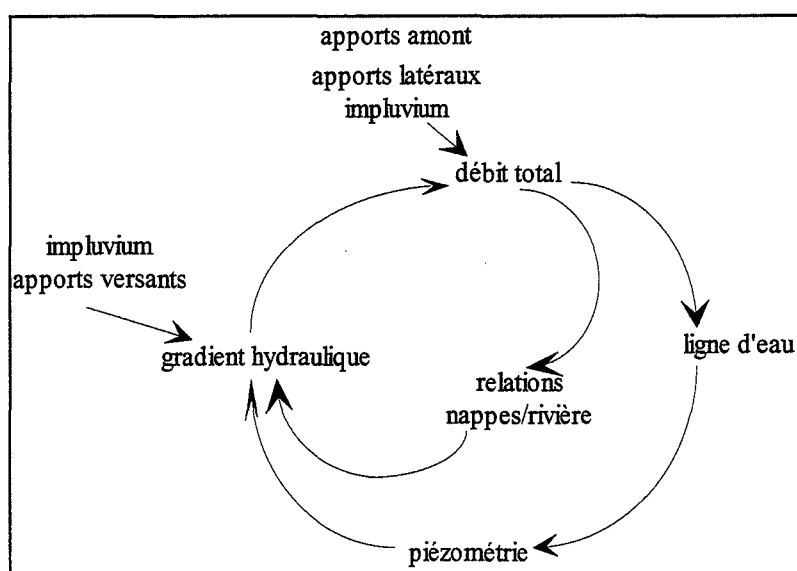 apports amont
apports latéraux
impluvium
débit total
impluvium
apports versants
gradient hydraulique
ligne d'eau
relations
nappes/rivière
piézométrie